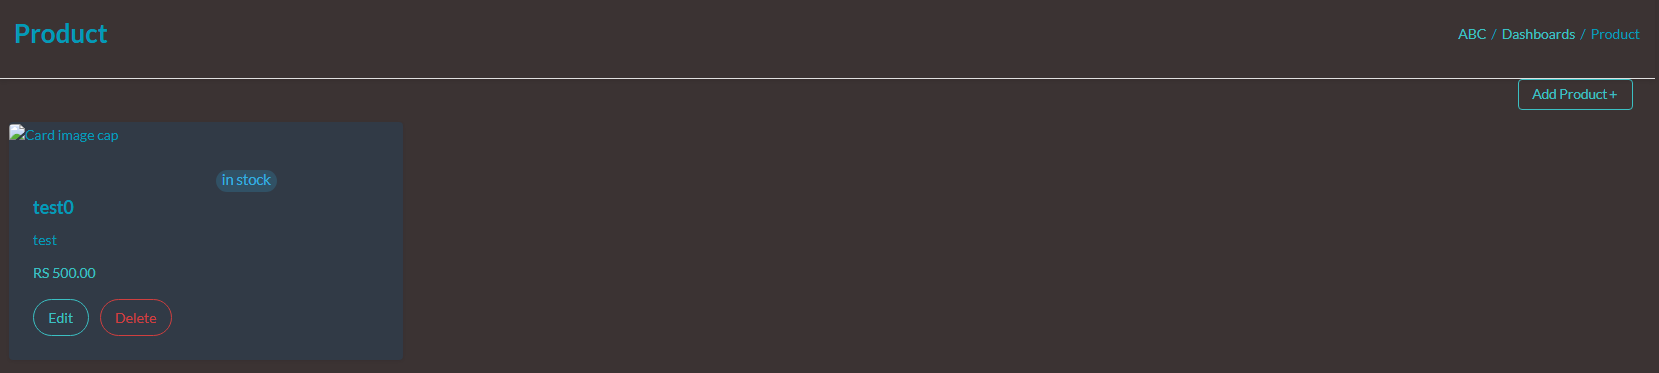 Product
ABC / Dashboards / Product
Add Product +
Card image cap
in stock
test0
test
RS 500.00
Edit
Delete